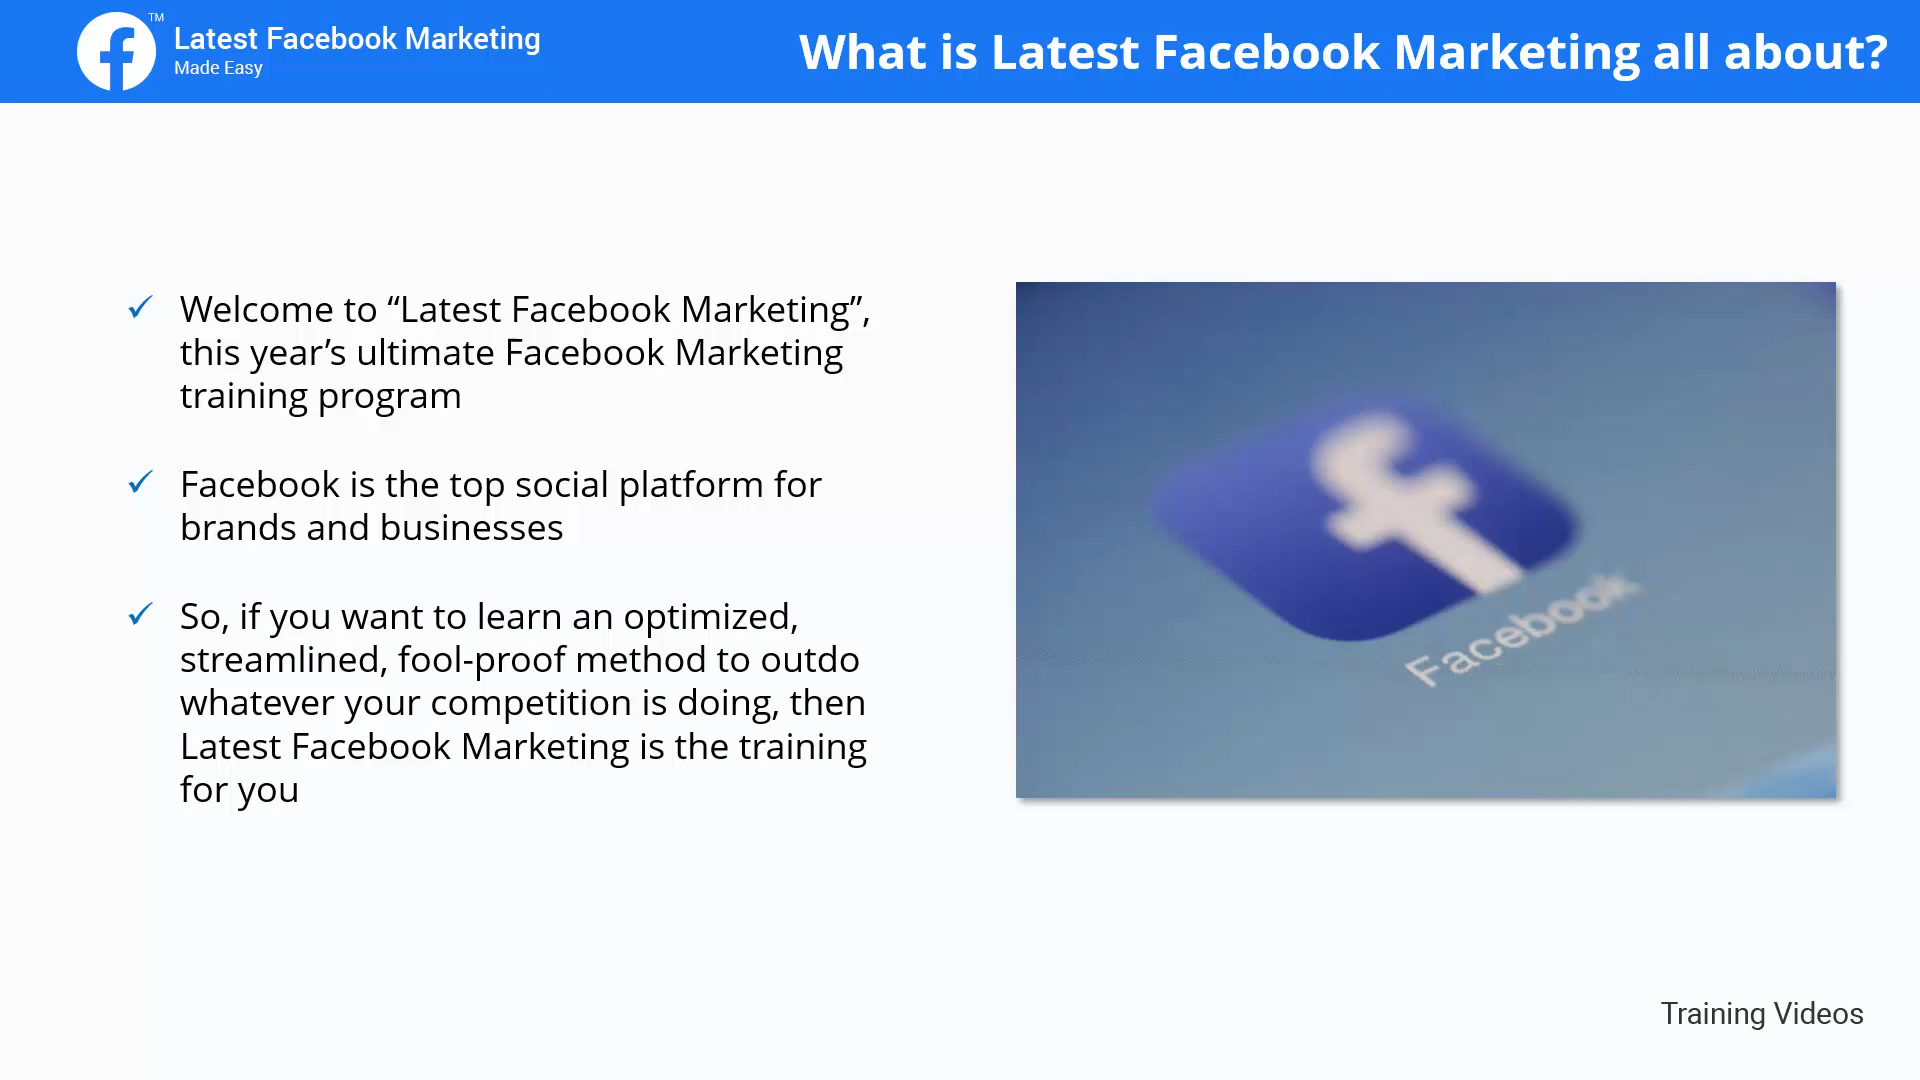 TM
Latest Facebook Marketing
Made Easy
What is Latest Facebook Marketing all about?
✓ Welcome to “Latest Facebook Marketing”,
this year’s ultimate Facebook Marketing
training program
✓ Facebook is the top social platform for
brands and businesses
✓ So, if you want to learn an optimized,
streamlined, fool-proof method to outdo
whatever your competition is doing, then
Latest Facebook Marketing is the training
for you
Facebook
Training Videos